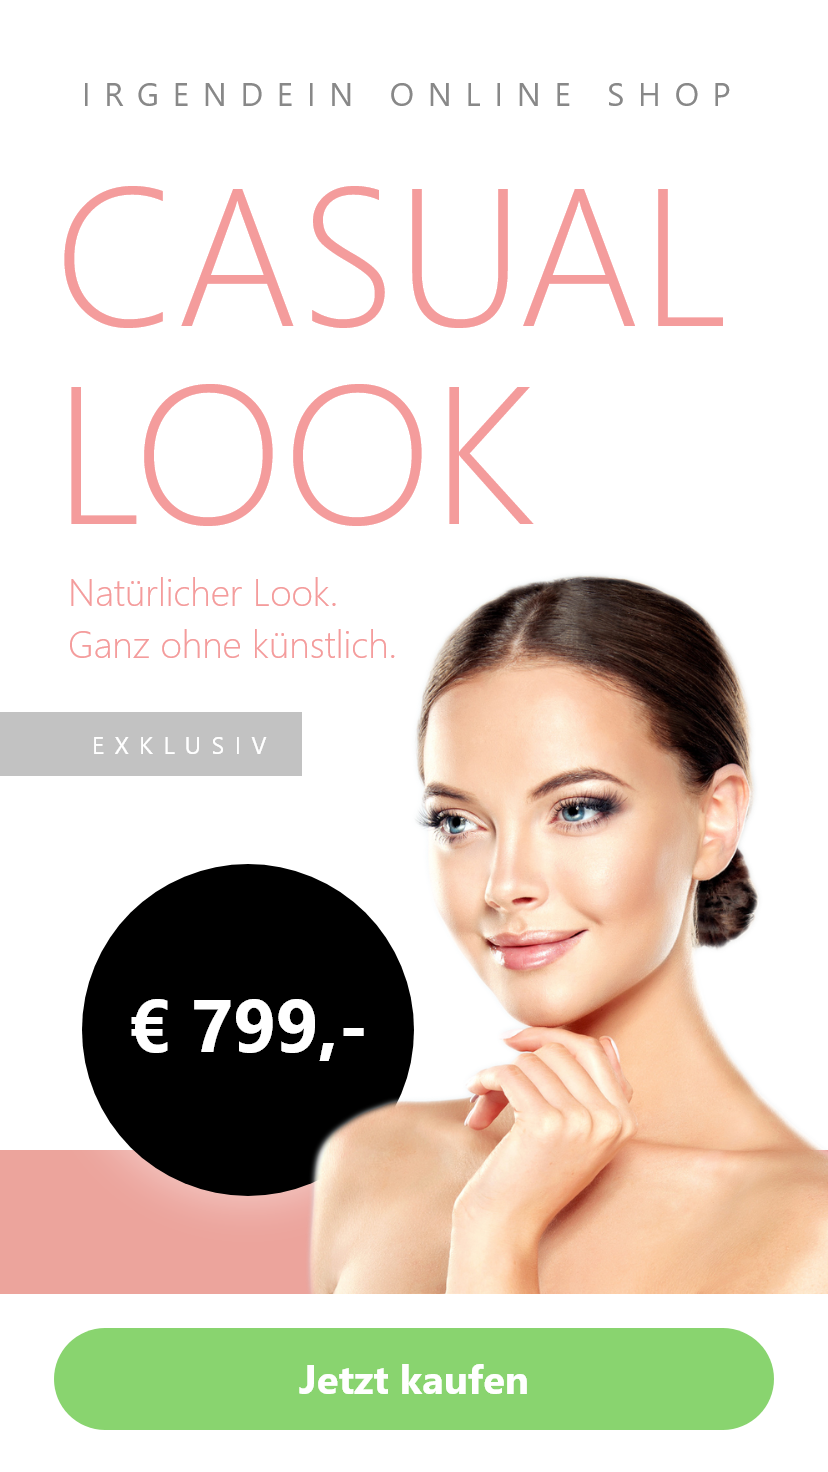 IRGENDEIN ONLINE SHOP
CASUAL
LOOK
Natürlicher Look.
Ganz ohne künstlich.
EXKLUSIV
€ 799,-
Jetzt kaufen